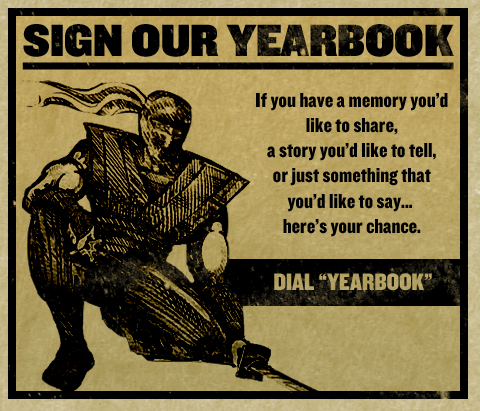 SIGN OUR YEARBOOK
If you have a memory you'd
like to share,
a story you'd like to tell,
or just something that
you'd like to say...
here's your chance.
DIAL “YEARBOOK”